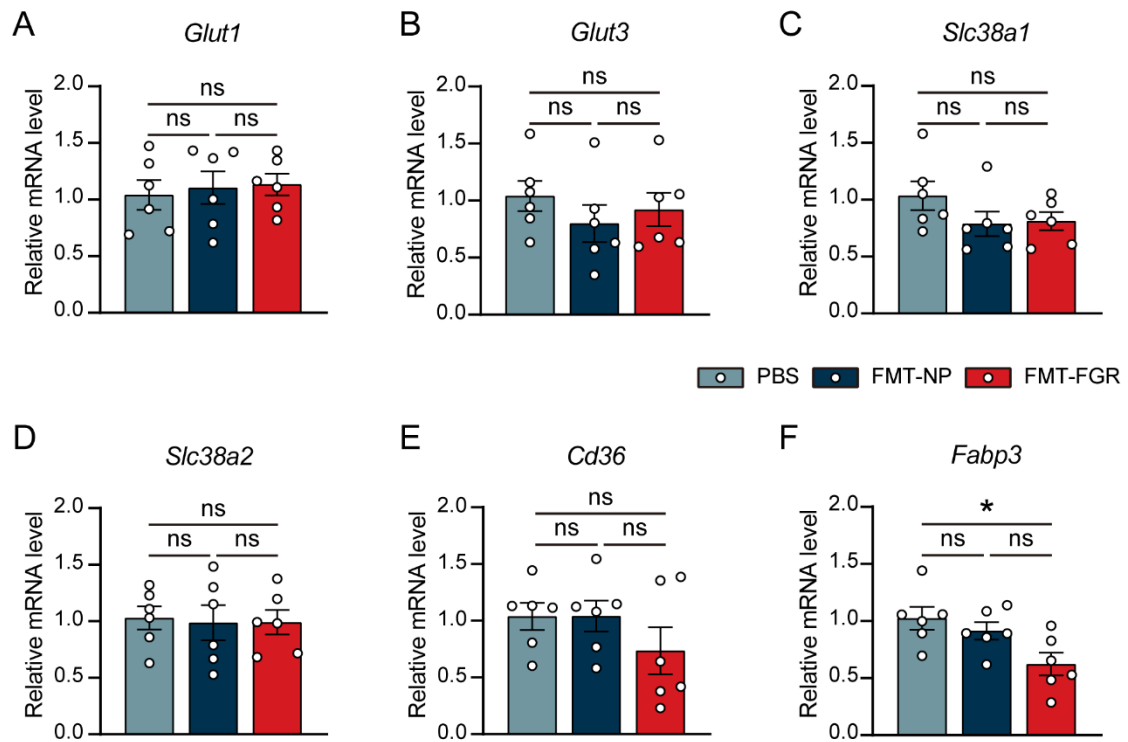 A
Glut1
Relative mRNA level
2.0
1.5
1.0
0.5
0.0
ns
ns
ns
B
Glut3
Relative mRNA level
2.0
1.5
1.0
0.5
0.0
ns
ns
ns
C
Slc38a1
Relative mRNA level
2.0
1.5
1.0
0.5
0.0
ns
ns
ns
PBS
FMT-NP
FMT-FGR
D
Slc38a2
Relative mRNA level
2.0
1.5
1.0
0.5
0.0
ns
ns
ns
E
Cd36
Relative mRNA level
2.0
1.5
1.0
0.5
0.0
ns
ns
ns
F
Fabp3
Relative mRNA level
2.0
1.5
1.0
0.5
0.0
*
ns
ns